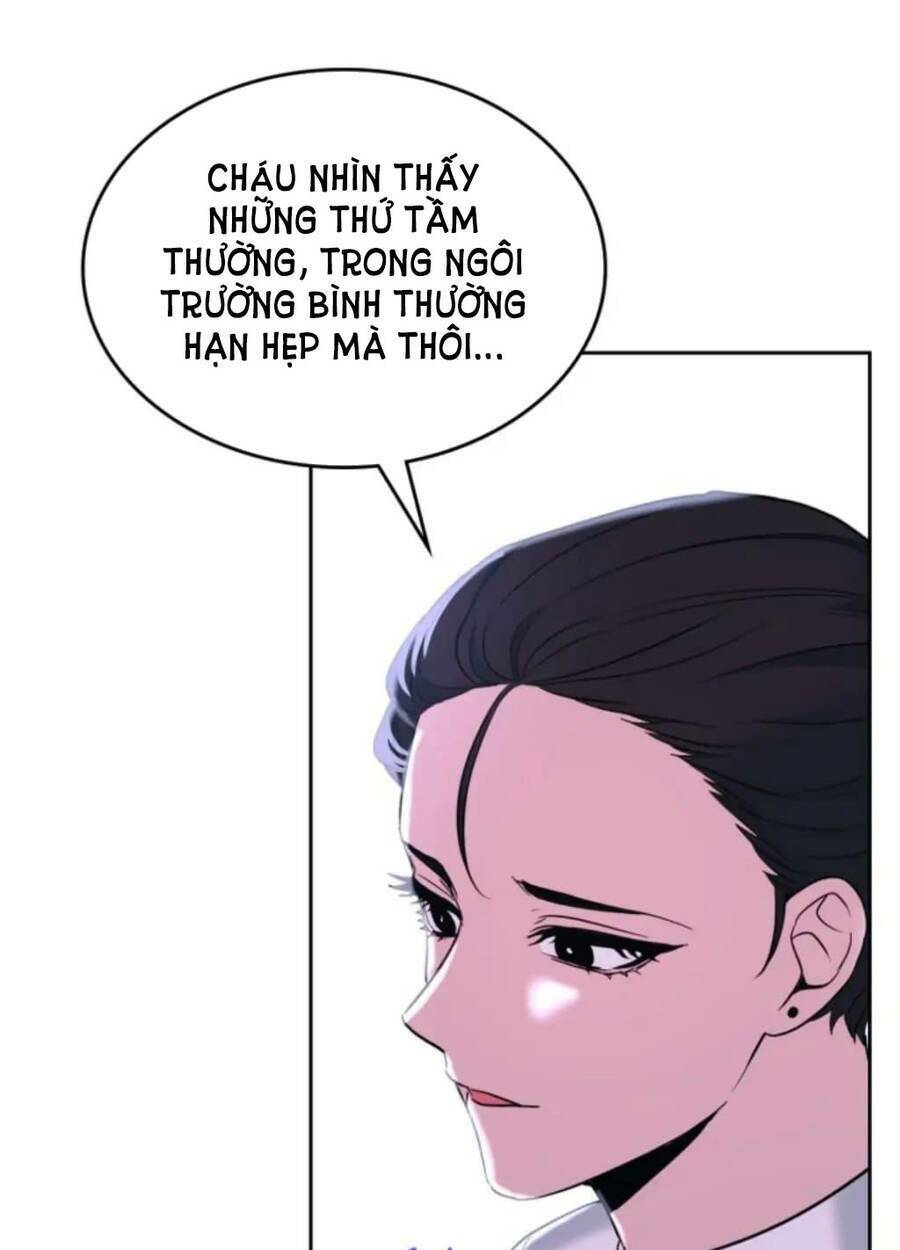 CHÁU NHÌN THẤY
NHỮNG THỨ TẦM
THƯỜNG, TRONG NGÔI
TRƯỜNG BÌNH THƯỜNG
HẠN HẸP MÀ THÔI...